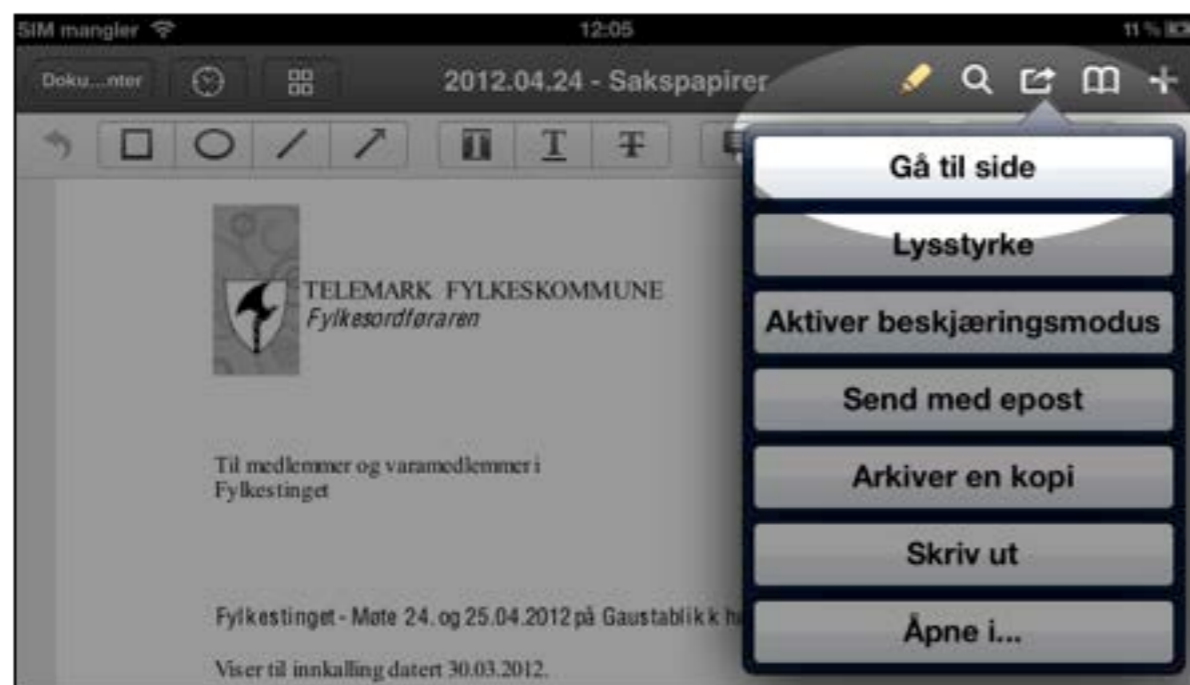 SIM mangler 12:05 11 %
Doku...nter 2012.04.24 - Sakspapirer
T T T
Gå til side
Lysstyrke
Aktiver beskjæringsmodus
Send med epost
Arkiver en kopi
Skriv ut
Åpne i...
TELEMARK FYLKESKOMMUNE
Fylkesordføraren
Til medlemmer og varamedlemmer i
Fylkestinget
Fylkestinget - Møte 24. og 25.04.2012 på Gaustablikk
Viser til innkalling datert 30.03.2012.